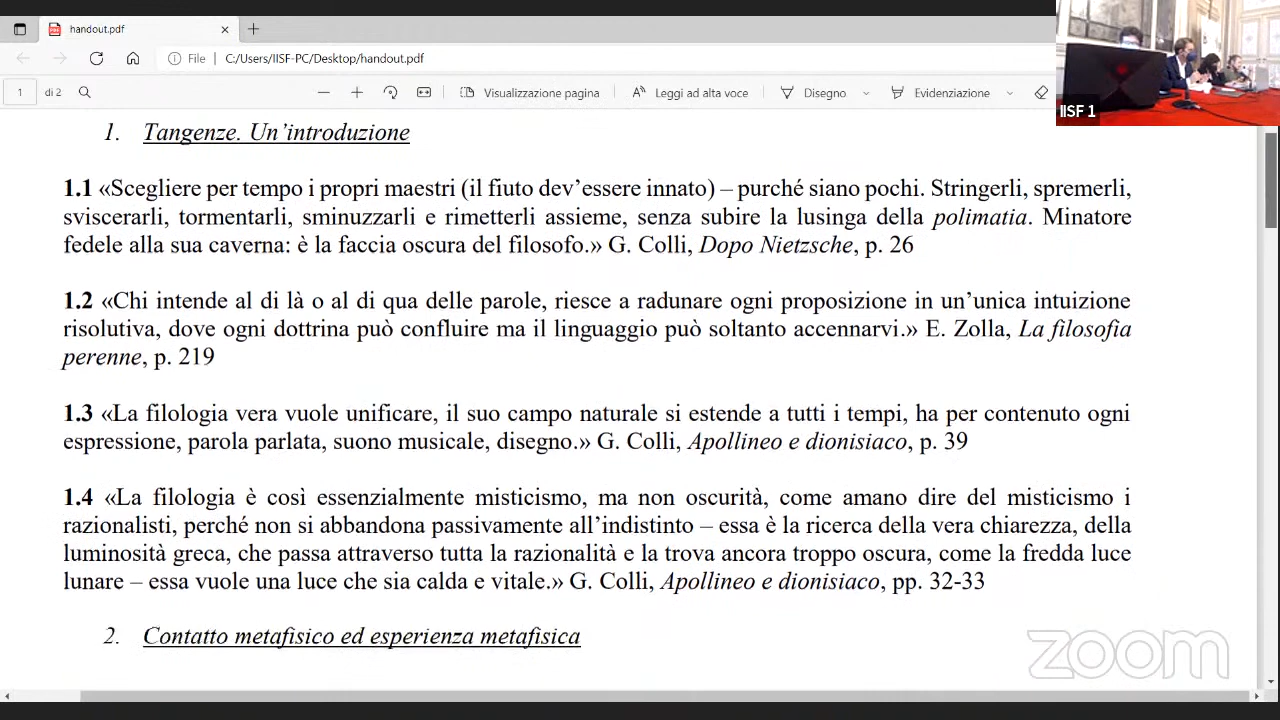 handout.pdf
File C:/Users/IISF-PC/Desktop/handout.pdf
1 di 2 Visualizzazione pagina Leggi ad alta voce Disegno Evidenziazione
IISF 1
1. Tangenze. Un’introduzione
1.1 «Scegliere per tempo i propri maestri (il fiuto dev’essere innato) – purché siano pochi. Stringerli, spremerli,
sviscerarli, tormentarli, sminuzzarli e rimetterli assieme, senza subire la lusinga della polimatia. Minatore
fedele alla sua caverna: è la faccia oscura del filosofo.» G. Colli, Dopo Nietzsche, p. 26
1.2 «Chi intende al di là o al di qua delle parole, riesce a radunare ogni proposizione in un’unica intuizione
risolutiva, dove ogni dottrina può confluire ma il linguaggio può soltanto accennarvi.» E. Zolla, La filosofia
perenne, p. 219
1.3 «La filologia vera vuole unificare, il suo campo naturale si estende a tutti i tempi, ha per contenuto ogni
espressione, parola parlata, suono musicale, disegno.» G. Colli, Apollineo e dionisiaco, p. 39
1.4 «La filologia è così essenzialmente misticismo, ma non oscurità, come amano dire del misticismo i
razionalisti, perché non si abbandona passivamente all’indistinto – essa è la ricerca della vera chiarezza, della
luminosità greca, che passa attraverso tutta la razionalità e la trova ancora troppo oscura, come la fredda luce
lunare – essa vuole una luce che sia calda e vitale.» G. Colli, Apollineo e dionisiaco, pp. 32-33
2. Contatto metafisico ed esperienza metafisica
zoom